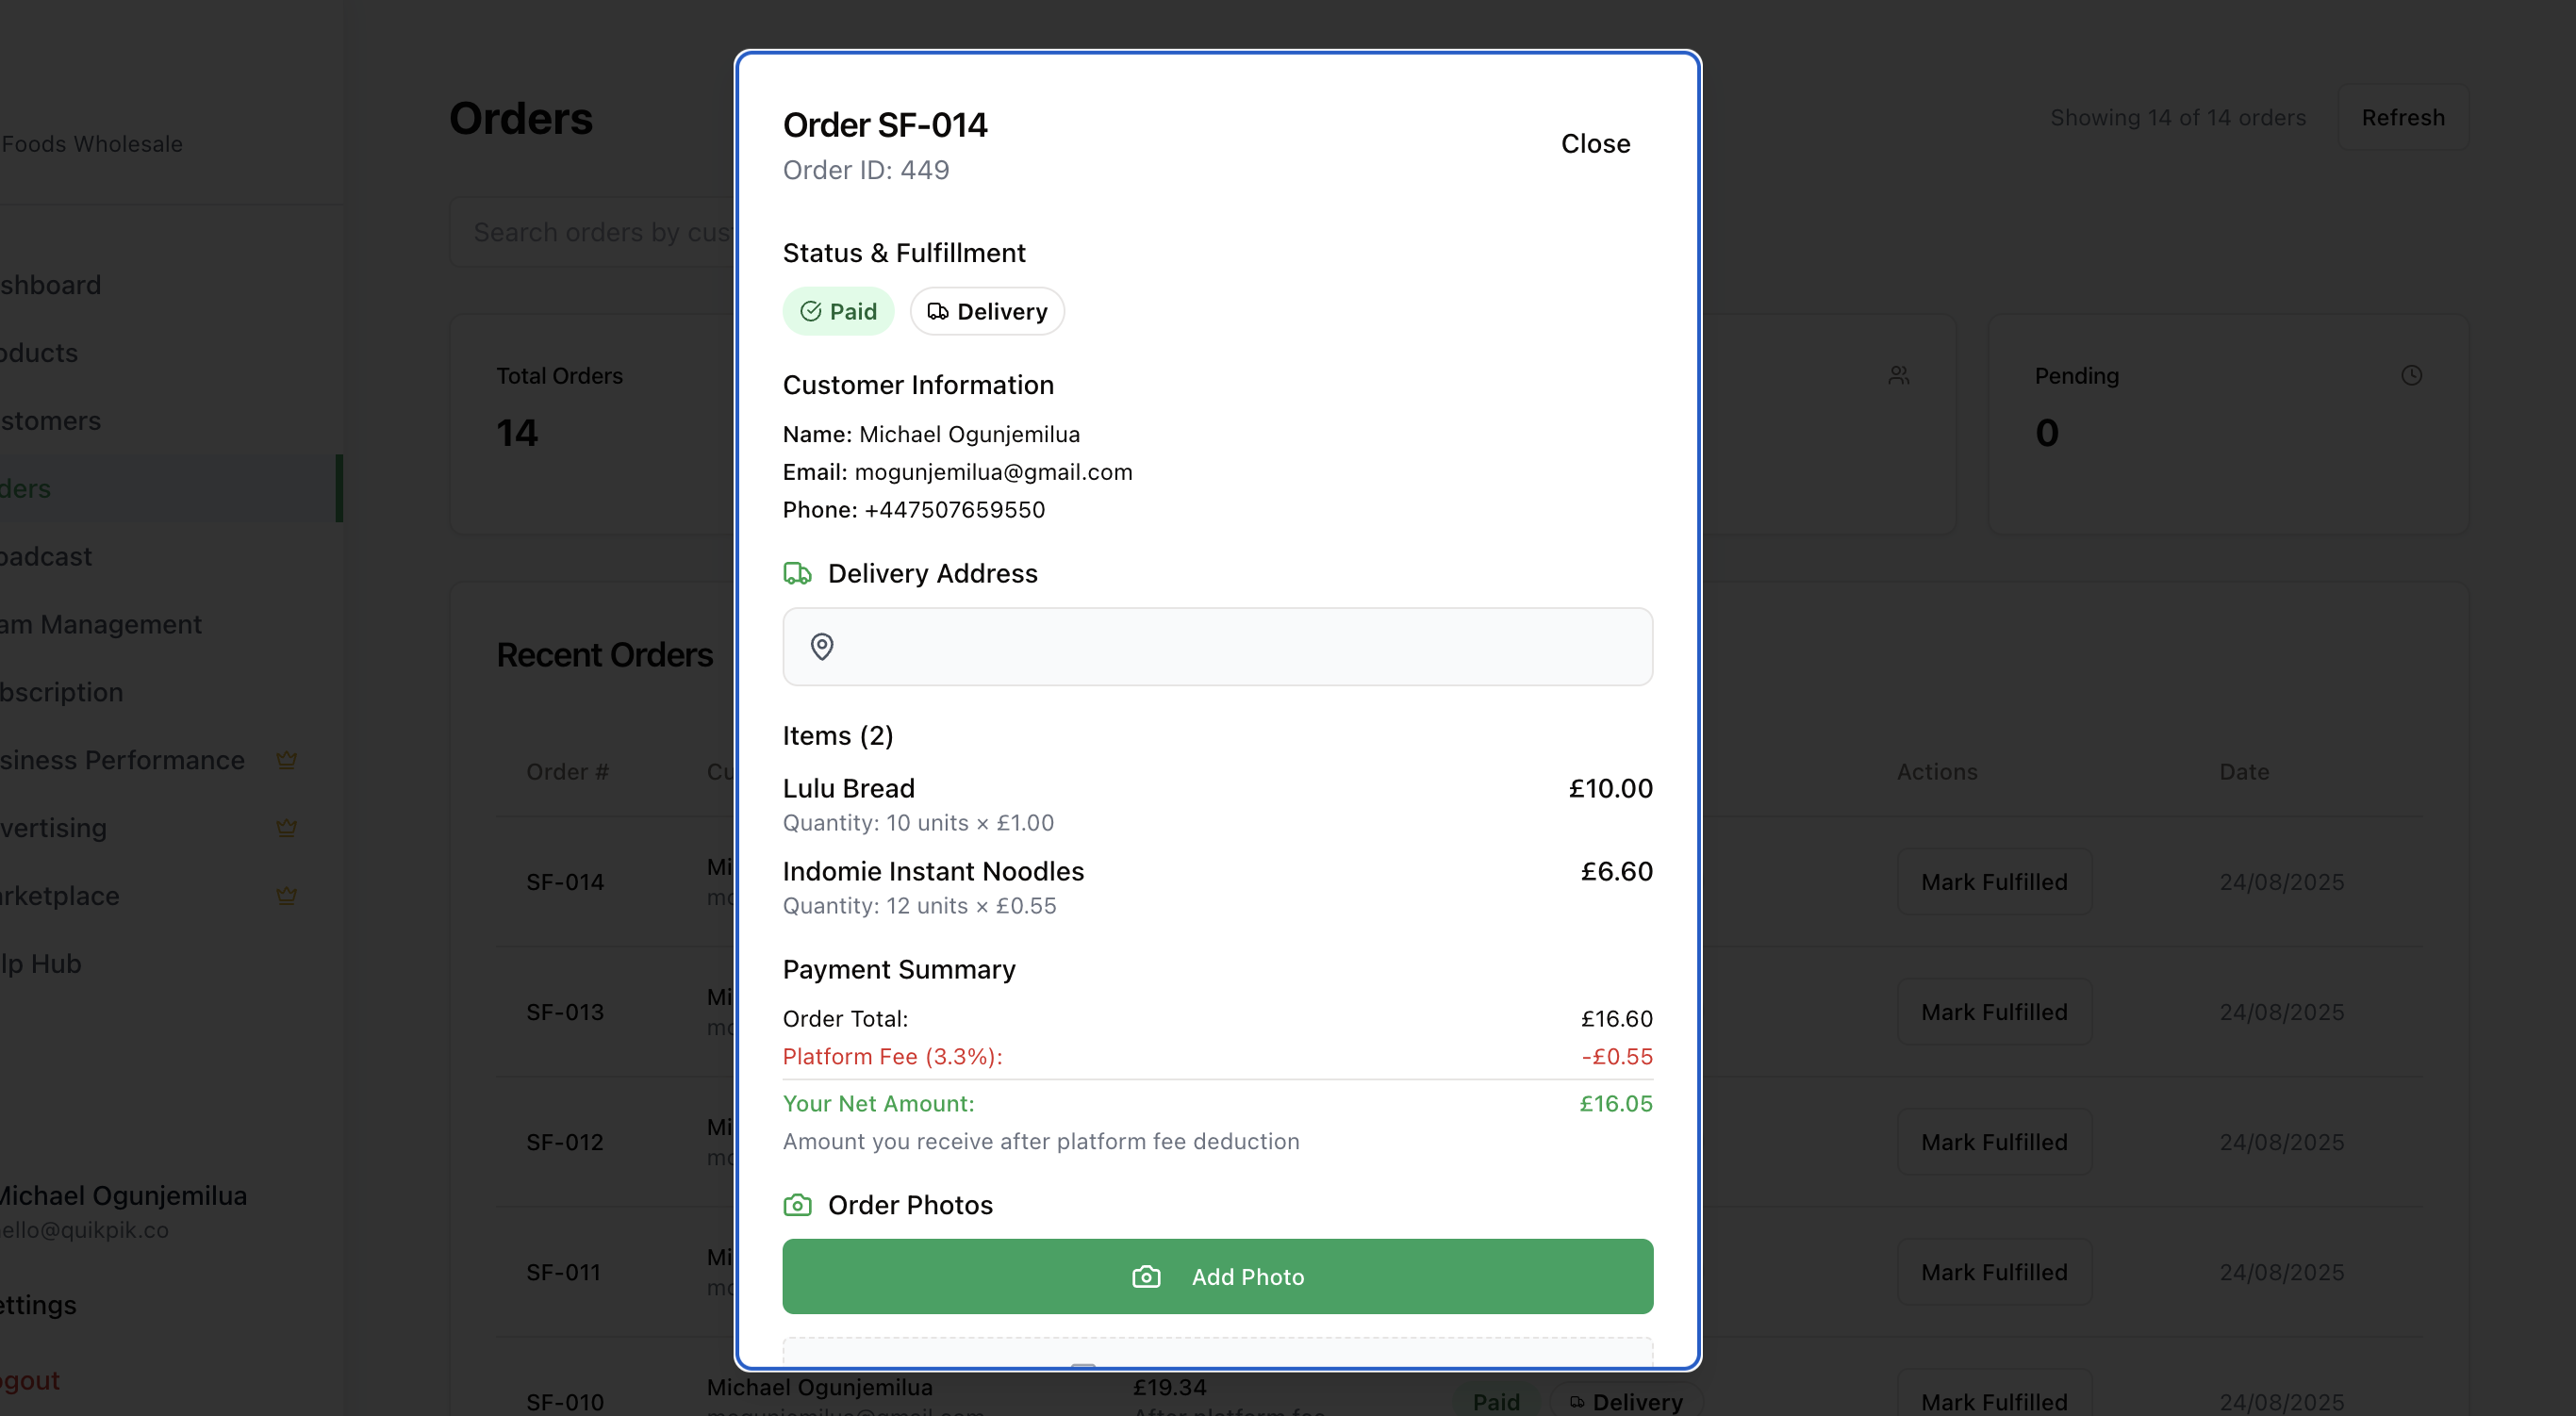 Foods Wholesale
shboard
oducts
stomers
ders
oadcast
am Management
bscription
siness Performance
vertising
rketplace
lp Hub
Michael Ogunjemilua
ello@quikpik.co
ettings
ogout
Orders
Showing 14 of 14 orders
Refresh
Search orders by cus
Total Orders
14
Pending
0
Recent Orders
Order #
Cu
Actions
Date
SF-014
Mi
mo
Mark Fulfilled
24/08/2025
SF-013
Mi
mo
Mark Fulfilled
24/08/2025
SF-012
Mi
mo
Mark Fulfilled
24/08/2025
SF-011
Mi
mo
Mark Fulfilled
24/08/2025
SF-010
Michael Ogunjemilua
mogunjemilua@gmail.com
£19.34
After platform fee
Paid
Delivery
Mark Fulfilled
24/08/2025
Order SF-014
Close
Order ID: 449
Status & Fulfillment
Paid
Delivery
Customer Information
Name: Michael Ogunjemilua
Email: mogunjemilua@gmail.com
Phone: +447507659550
Delivery Address
Items (2)
Lulu Bread
£10.00
Quantity: 10 units × £1.00
Indomie Instant Noodles
£6.60
Quantity: 12 units × £0.55
Payment Summary
Order Total:
£16.60
Platform Fee (3.3%):
-£0.55
Your Net Amount:
£16.05
Amount you receive after platform fee deduction
Order Photos
Add Photo